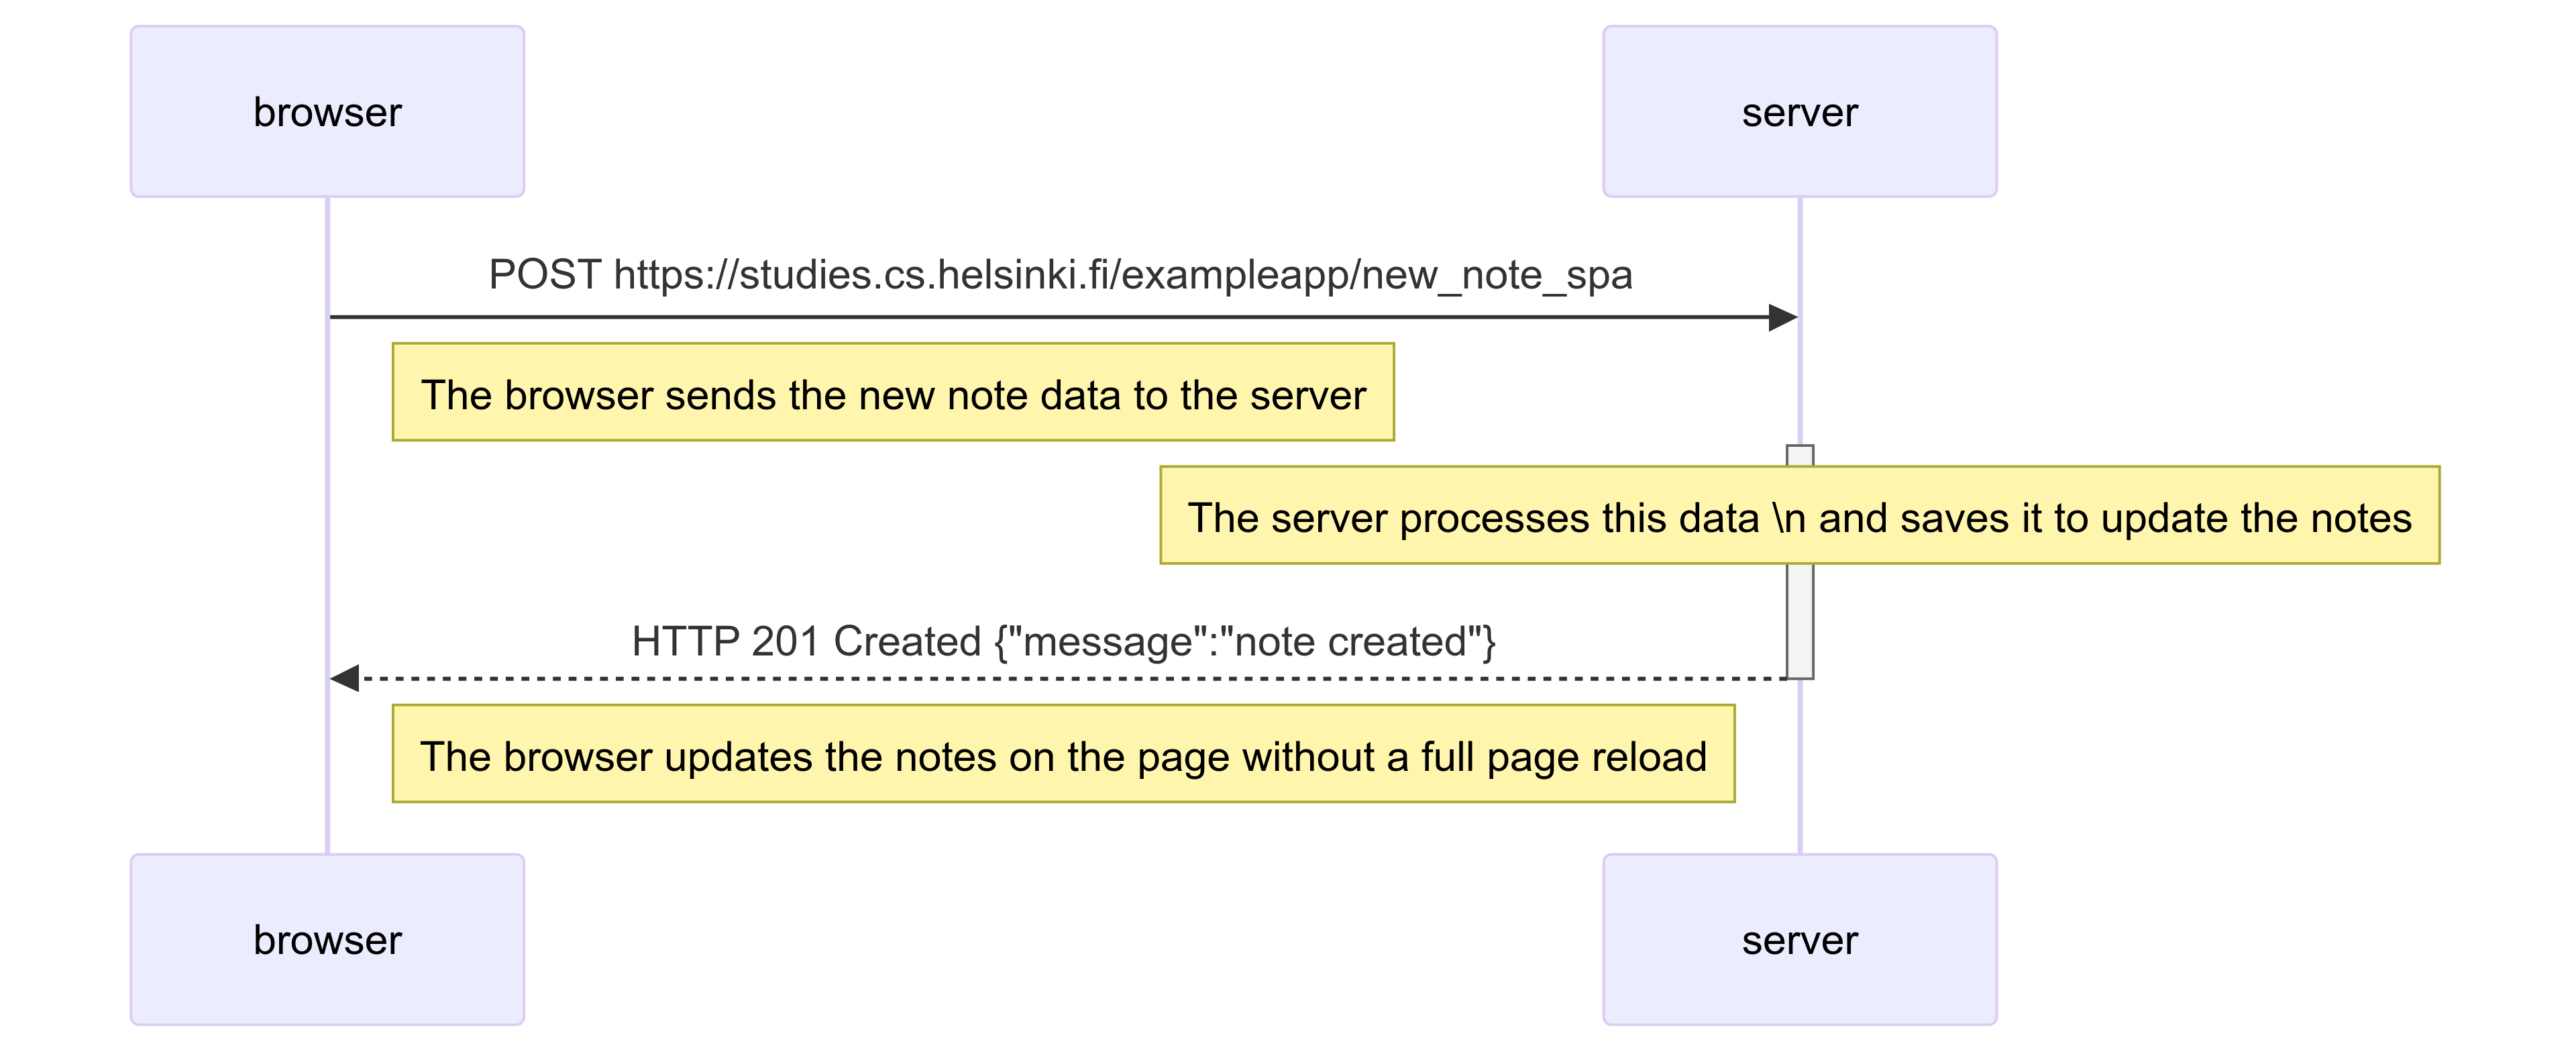 browser
server
POST https://studies.cs.helsinki.fi/exampleapp/new_note_spa
The browser sends the new note data to the server
The server processes this data \n and saves it to update the notes
HTTP 201 Created {"message":"note created"}
The browser updates the notes on the page without a full page reload
browser
server